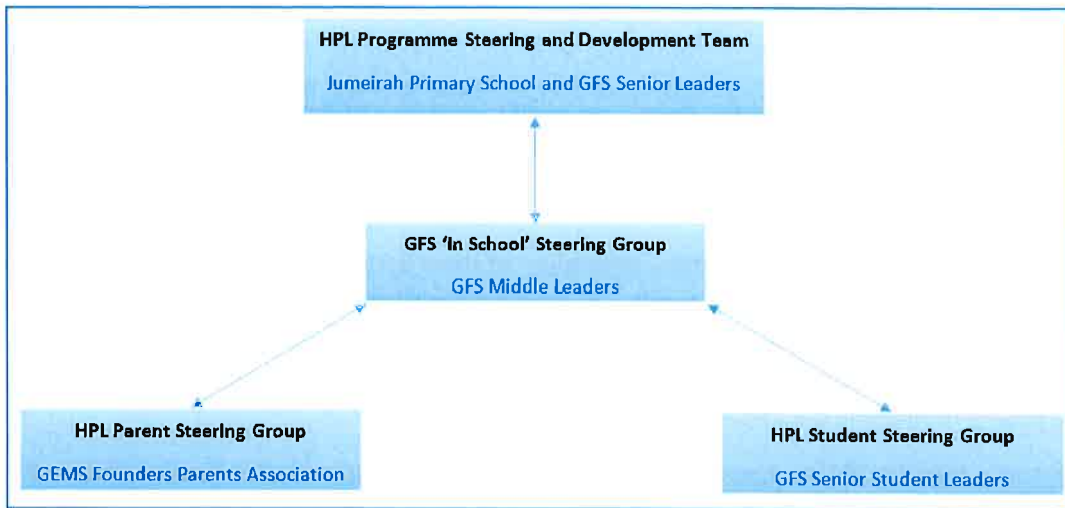 HPL Programme Steering and Development Team
Jumeirah Primary School and GFS Senior Leaders
GFS ‘In School’ Steering Group
GFS Middle Leaders
HPL Parent Steering Group
GEMS Founders Parents Association
HPL Student Steering Group
GFS Senior Student Leaders